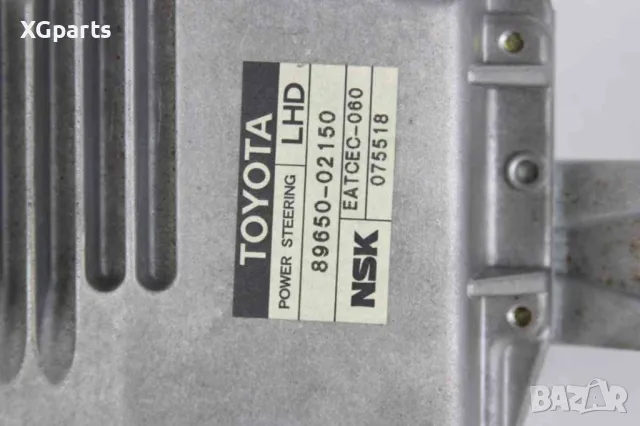 XGparts
TOYOTA
POWER STEERING LHD
89650-02150
NSK EATCEC-060
075518
BAZAR